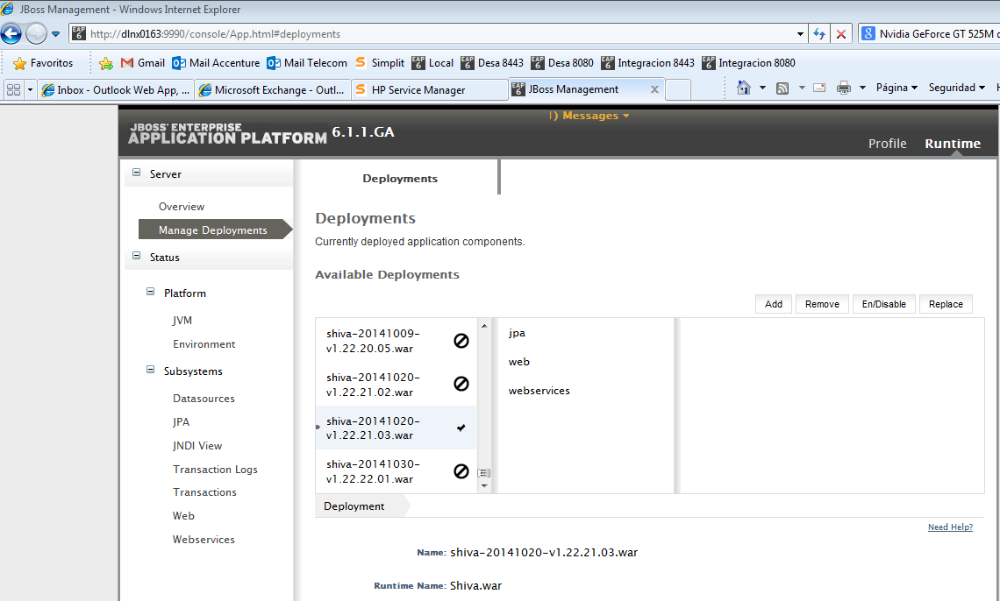 JBoss Management - Windows Internet Explorer
http://dlnx0163:9990/console/App.html#deployments
Nvidia GeForce GT 525M
Favoritos
Gmail
Mail Accenture
Mail Telecom
Simplit
Local
Desa 8443
Desa 8080
Integracion 8443
Integracion 8080
Inbox - Outlook Web App, ...
Microsoft Exchange - Outl...
HP Service Manager
JBoss Management
Página
Seguridad
JBOSS ENTERPRISE
APPLICATION PLATFORM 6.1.1.GA
Messages
Profile
Runtime
Server
Overview
Manage Deployments
Status
Platform
JVM
Environment
Subsystems
Datasources
JPA
JNDI View
Transaction Logs
Transactions
Web
Webservices
Deployments
Deployments
Currently deployed application components.
Available Deployments
Add
Remove
En/Disable
Replace
shiva-20141009-
v1.22.20.05.war
shiva-20141020-
v1.22.21.02.war
shiva-20141020-
v1.22.21.03.war
shiva-20141030-
v1.22.22.01.war
jpa
web
webservices
Deployment
Need Help?
Name: shiva-20141020-v1.22.21.03.war
Runtime Name: Shiva.war